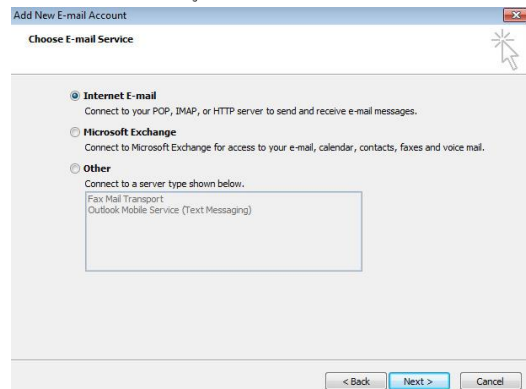 Add New E-mail Account
Choose E-mail Service
Internet E-mail
Connect to your POP, IMAP, or HTTP server to send and receive e-mail messages.
Microsoft Exchange
Connect to Microsoft Exchange for access to your e-mail, calendar, contacts, faxes and voice mail.
Other
Connect to a server type shown below.
Fax Mail Transport
Outlook Mobile Service (Text Messaging)
< Back Next > Cancel